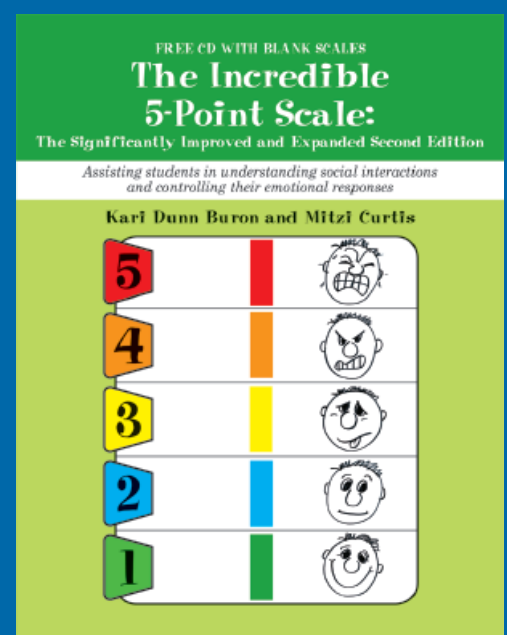 FREE CD WITH BLANK SCALES
The Incredible
5-Point Scale:
The Significantly Improved and Expanded Second Edition
Assisting students in understanding social interactions
and controlling their emotional responses
Kari Dunn Buron and Mitzi Curtis
5
4
3
2
1